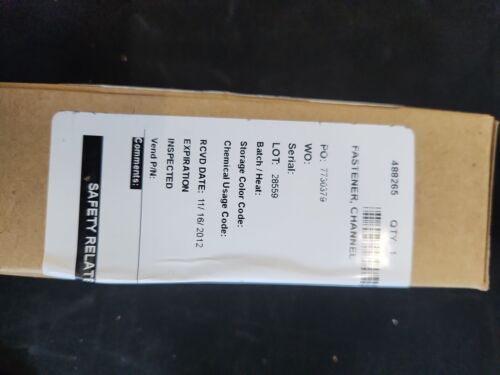 488265 QTY 1
FASTENER, CHANNEL
PO: 7736379
WO:
Serial:
LOT: 28559
Batch / Heat:
Storage Color Code:
Chemical Usage Code:
RCVD DATE: 11/16/2012
EXPIRATION
INSPECTED
Vend P/N:
Comments:
SAFETY RELAT